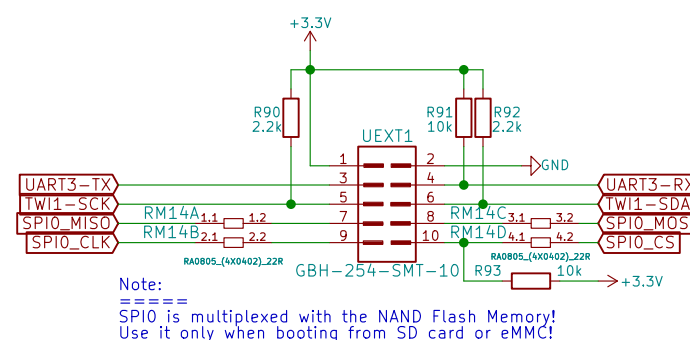 +3.3V
R90
2.2k
R91
10k
R92
2.2k
UEXT1
1
2
GND
UART3-TX
3
4
UART3-RX
TWI1-SCK
5
6
TWI1-SDA
SPI0_MISO
RM14A
1.1
1.2
7
8
RM14C
3.1
3.2
SPI0_MOS
SPI0_CLK
RM14B
2.1
2.2
9
10
RM14D
4.1
4.2
SPI0_CS
RA0805_(4X0402)_22R
GBH-254-SMT-10
RA0805_(4X0402)_22R
R93
10k
+3.3V
Note:
=====
SPI0 is multiplexed with the NAND Flash Memory!
Use it only when booting from SD card or eMMC!